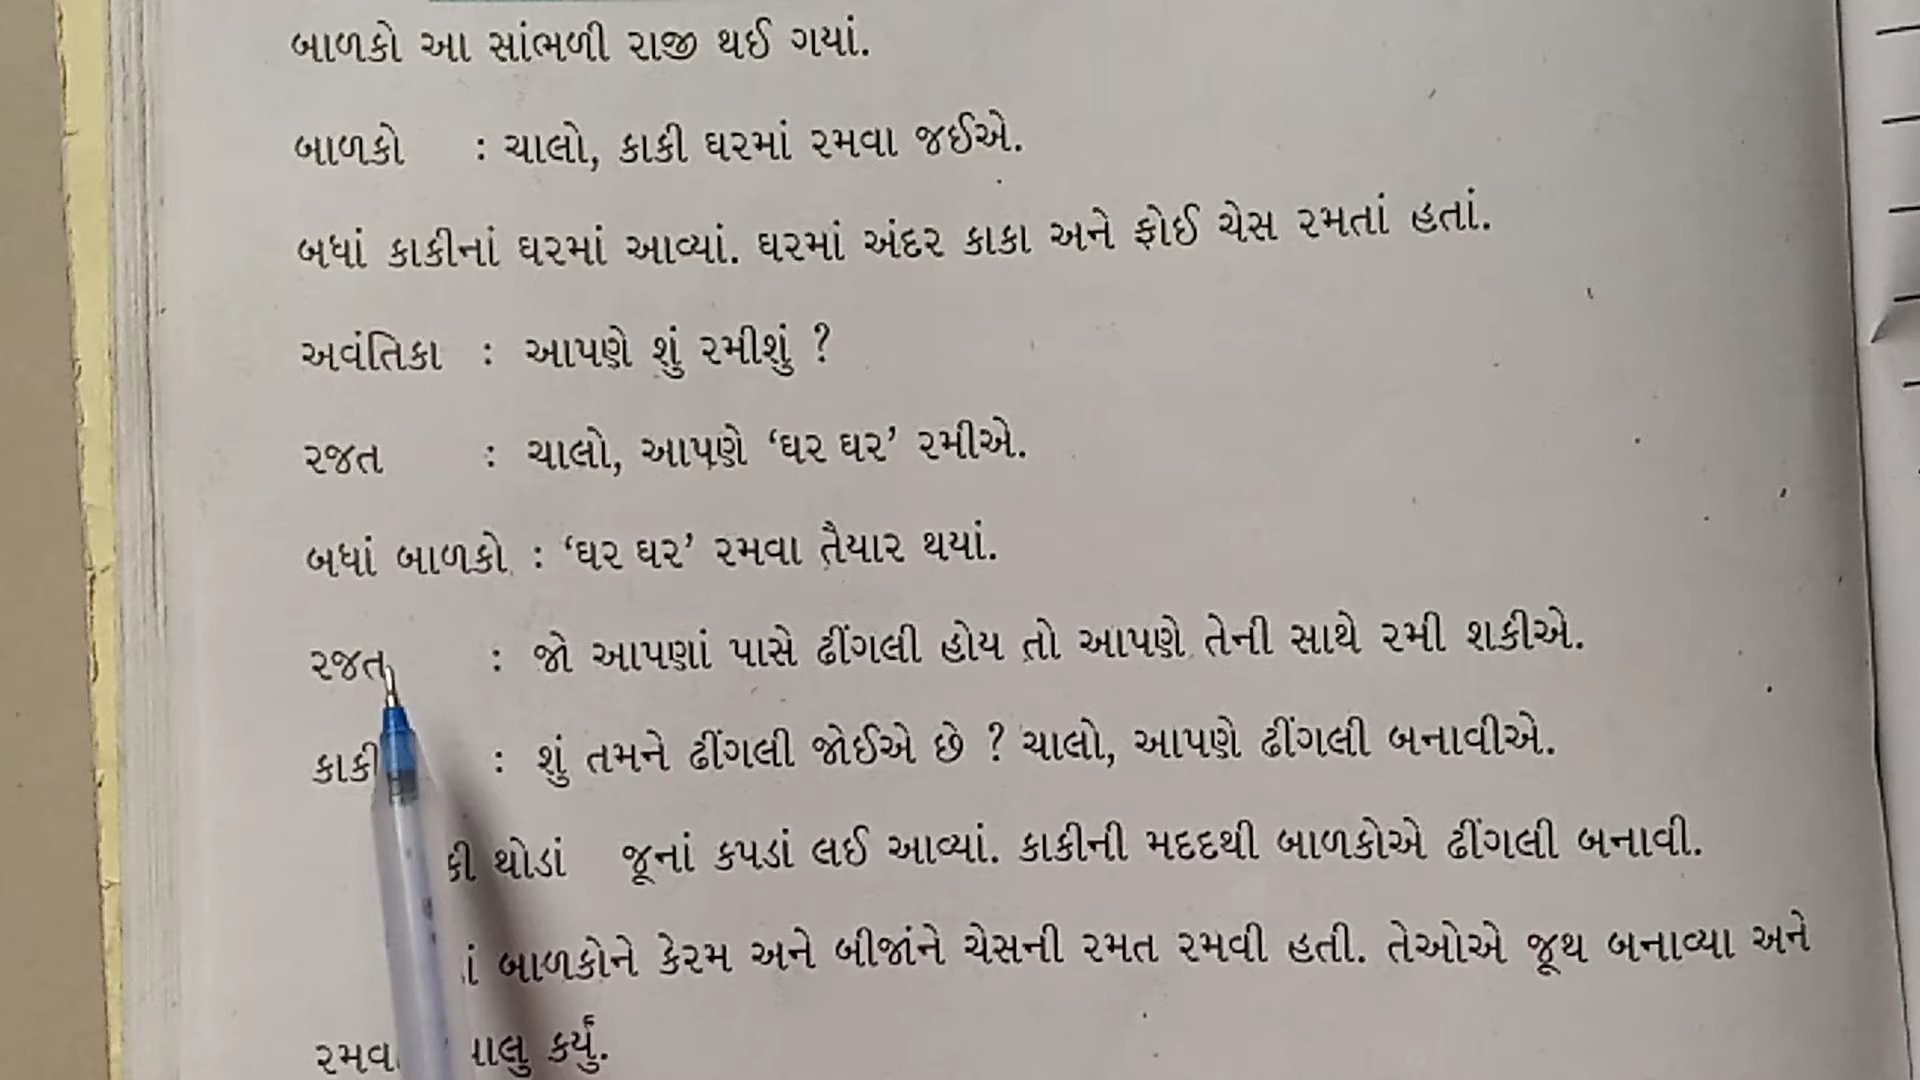 બાળકો આ સાંભળી રાજી થઈ ગયાં.
બાળકો : ચાલો, કાકી ઘરમાં રમવા જઈએ.
બધાં કાકીનાં ઘરમાં આવ્યાં. ઘરમાં અંદર કાકા અને ફોઈ ચેસ રમતાં હતાં.
અવંતિકા : આપણે શું રમીશું ?
રજત : ચાલો, આપણે ‘ઘર ઘર’ રમીએ.
બધાં બાળકો : ‘ઘર ઘર’ રમવા તૈયાર થયાં.
રજત : જો આપણાં પાસે ઢીંગલી હોય તો આપણે તેની સાથે રમી શકીએ.
કાકી : શું તમને ઢીંગલી જોઈએ છે ? ચાલો, આપણે ઢીંગલી બનાવીએ.
થોડાં જૂનાં કપડાં લઈ આવ્યાં. કાકીની મદદથી બાળકોએ ઢીંગલી બનાવી.
બાળકોને કેરમ અને બીજાંને ચેસની રમત રમવી હતી. તેઓએ જૂથ બનાવ્યા અને
કર્યું.